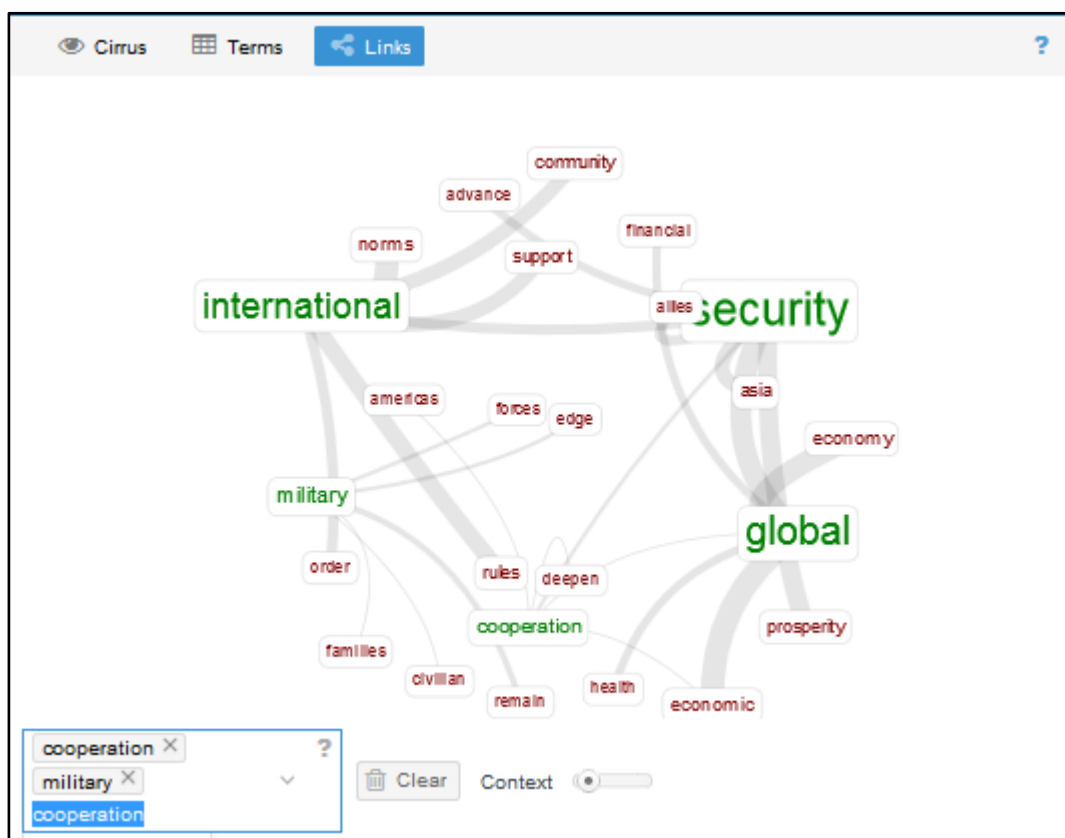 Cirrus Terms Links ?
community
advance
financial
norms
support
international
allies
security
americas
asia
forces
edge
economy
military
global
order
rules
deepen
cooperation
prosperity
families
civilian
health
remain
economic
cooperation ?
military
cooperation
Clear Context